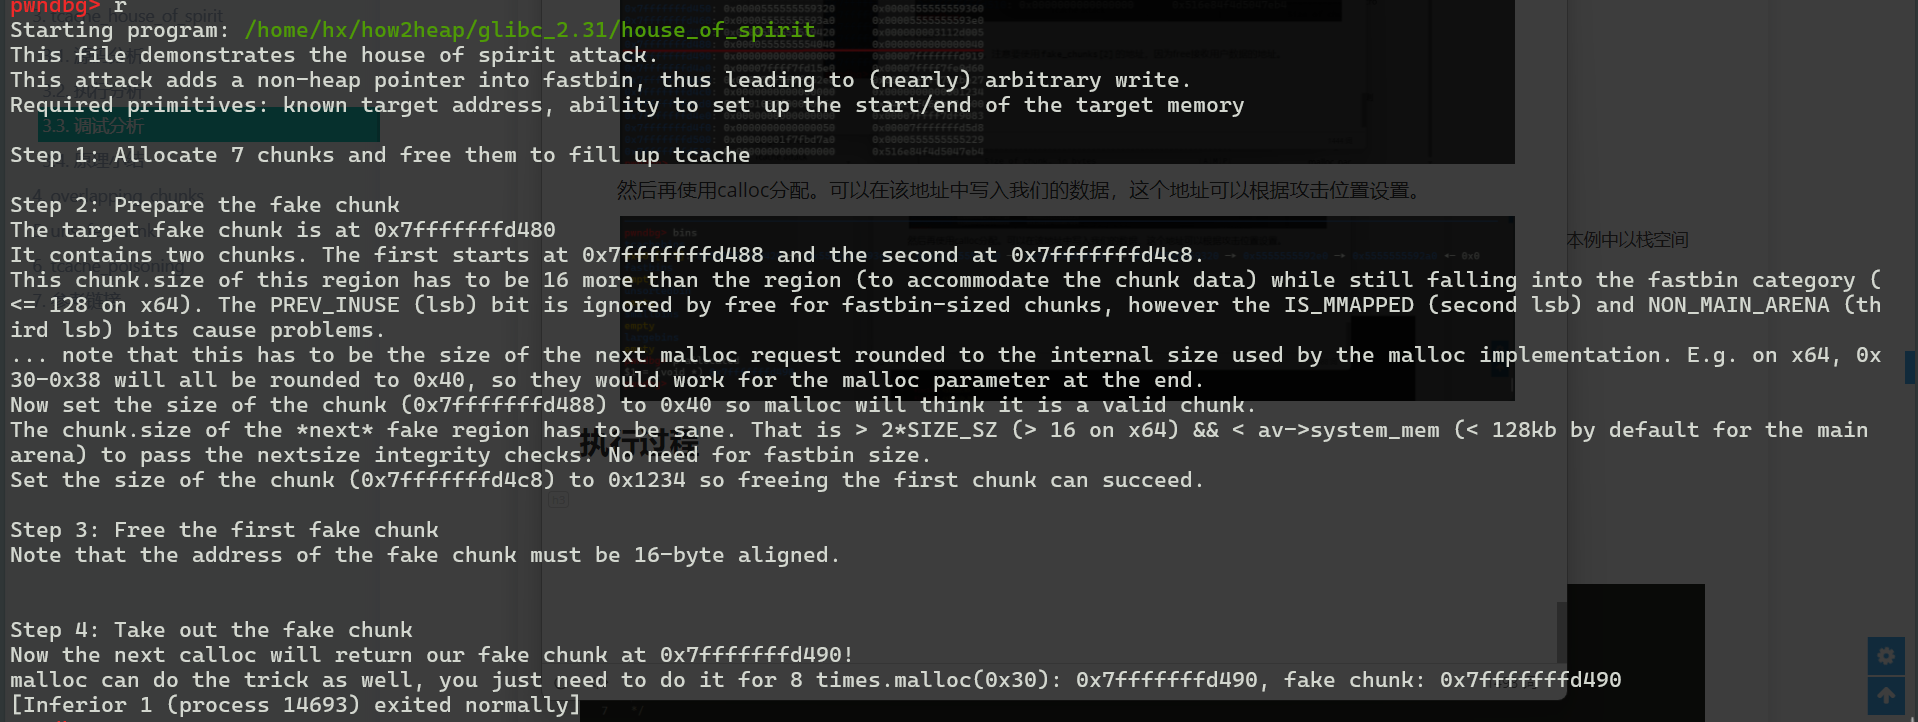 pwndbg> r
Starting program: /home/hx/how2heap/glibc_2.31/house_of_spirit
This file demonstrates the house of spirit attack.
This attack adds a non-heap pointer into fastbin, thus leading to (nearly) arbitrary write.
Required primitives: known target address, ability to set up the start/end of the target memory
3.3. 调试分析
Step 1: Allocate 7 chunks and free them to fill up tcache
然后再使用calloc分配。可以在该地址中写入我们的数据，这个地址可以根据攻击位置设置。
本例中以栈空间
Step 2: Prepare the fake chunk
The target fake chunk is at 0x7fffffffd480
It contains two chunks. The first starts at 0x7fffffffd488 and the second at 0x7fffffffd4c8.
This chunk.size of this region has to be 16 more than the region (to accommodate the chunk data) while still falling into the fastbin category (
<= 128 on x64). The PREV_INUSE (lsb) bit is ignored by free for fastbin-sized chunks, however the IS_MMAPPED (second lsb) and NON_MAIN_ARENA (th
ird lsb) bits cause problems.
... note that this has to be the size of the next malloc request rounded to the internal size used by the malloc implementation. E.g. on x64, 0x
30-0x38 will all be rounded to 0x40, so they would work for the malloc parameter at the end.
Now set the size of the chunk (0x7fffffffd488) to 0x40 so malloc will think it is a valid chunk.
The chunk.size of the *next* fake region has to be sane. That is > 2*SIZE_SZ (> 16 on x64) && < av->system_mem (< 128kb by default for the main
arena) to pass the nextsize integrity checks. No need for fastbin size.
执行过程
Set the size of the chunk (0x7fffffffd4c8) to 0x1234 so freeing the first chunk can succeed.
Step 3: Free the first fake chunk
Note that the address of the fake chunk must be 16-byte aligned.
Step 4: Take out the fake chunk
Now the next calloc will return our fake chunk at 0x7fffffffd490!
malloc can do the trick as well, you just need to do it for 8 times.malloc(0x30): 0x7fffffffd490, fake chunk: 0x7fffffffd490
[Inferior 1 (process 14693) exited normally]